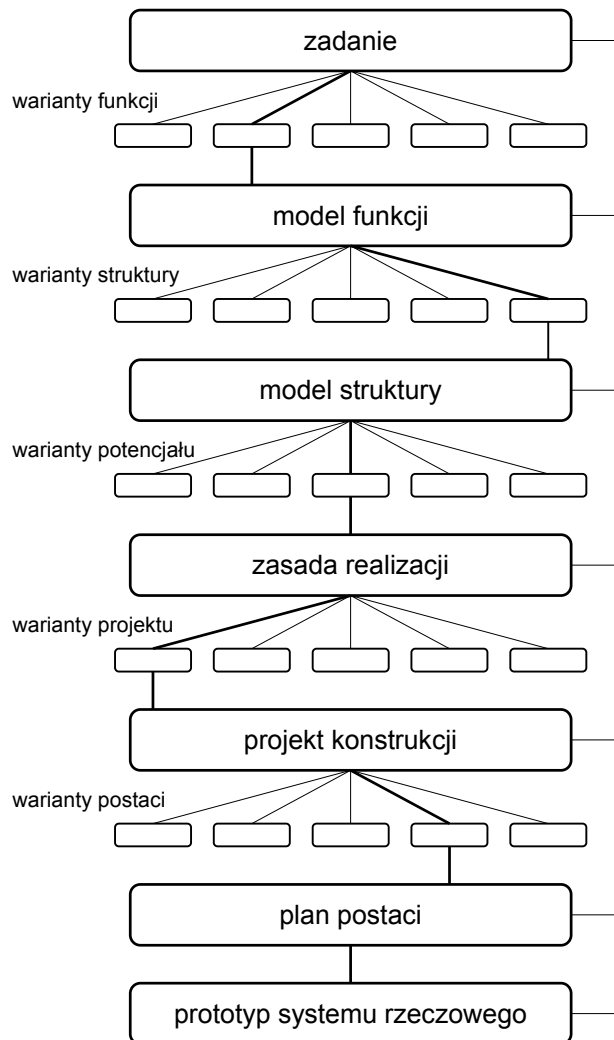 zadanie
warianty funkcji
model funkcji
warianty struktury
model struktury
warianty potencjału
zasada realizacji
warianty projektu
projekt konstrukcji
warianty postaci
plan postaci
prototyp systemu rzeczowego